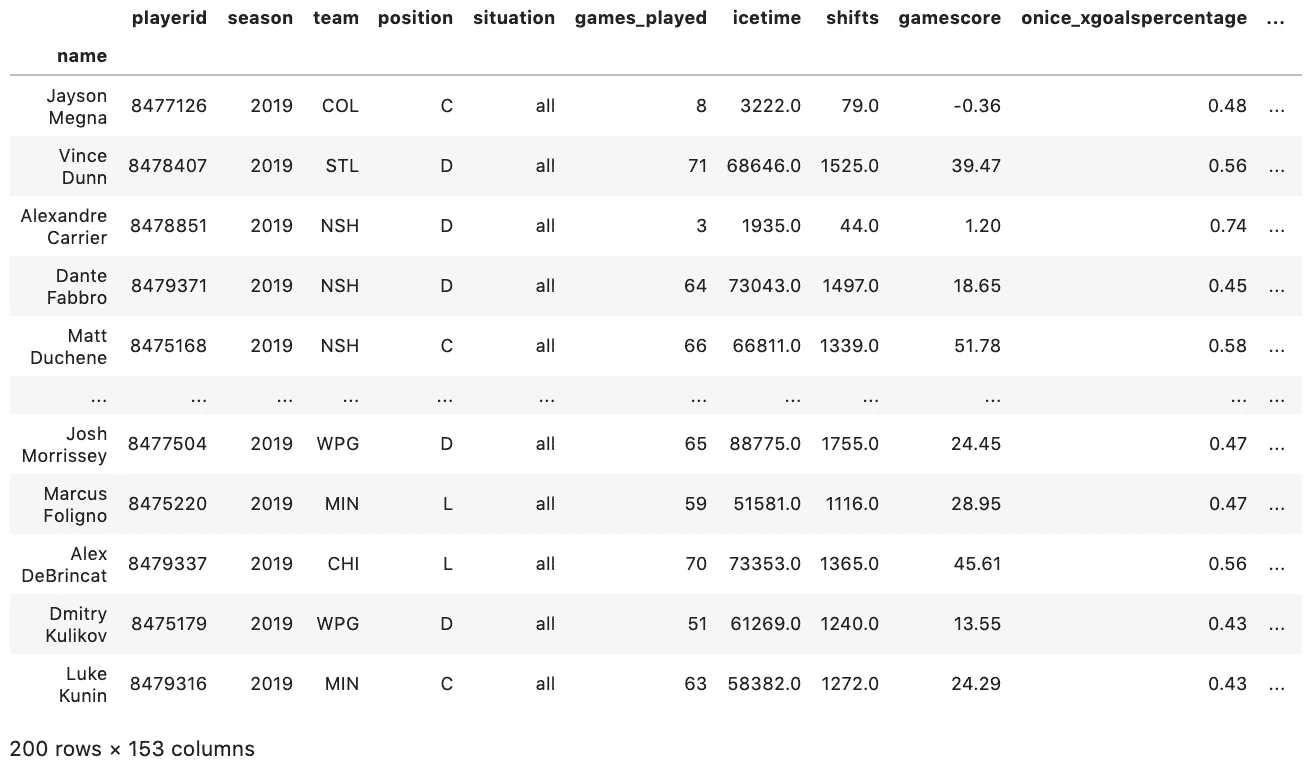 playerid season team position situation games_played icetime shifts gamescore onice_xgoalspercentage ...
name
Jayson Megna 8477126 2019 COL C all 8 3222.0 79.0 -0.36 0.48 ...
Vince Dunn 8478407 2019 STL D all 71 68646.0 1525.0 39.47 0.56 ...
Alexandre Carrier 8478851 2019 NSH D all 3 1935.0 44.0 1.20 0.74 ...
Dante Fabbro 8479371 2019 NSH D all 64 73043.0 1497.0 18.65 0.45 ...
Matt Duchene 8475168 2019 NSH C all 66 66811.0 1339.0 51.78 0.58 ...
... ... ... ... ... ... ... ... ... ... ... ...
Josh Morrissey 8477504 2019 WPG D all 65 88775.0 1755.0 24.45 0.47 ...
Marcus Foligno 8475220 2019 MIN L all 59 51581.0 1116.0 28.95 0.47 ...
Alex DeBrincat 8479337 2019 CHI L all 70 73353.0 1365.0 45.61 0.56 ...
Dmitry Kulikov 8475179 2019 WPG D all 51 61269.0 1240.0 13.55 0.43 ...
Luke Kunin 8479316 2019 MIN C all 63 58382.0 1272.0 24.29 0.43 ...
200 rows × 153 columns